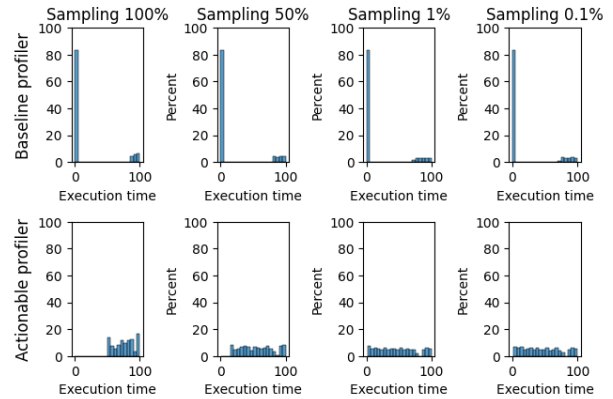 Sampling 100% Sampling 50% Sampling 1% Sampling 0.1%
Baseline profiler
100 80 60 40 20 0
0 100
Execution time
Percent
100 80 60 40 20 0
0 100
Execution time
Percent
100 80 60 40 20 0
0 100
Execution time
Percent
100 80 60 40 20 0
0 100
Execution time
Actionable profiler
100 80 60 40 20 0
0 100
Execution time
Percent
100 80 60 40 20 0
0 100
Execution time
Percent
100 80 60 40 20 0
0 100
Execution time
Percent
100 80 60 40 20 0
0 100
Execution time